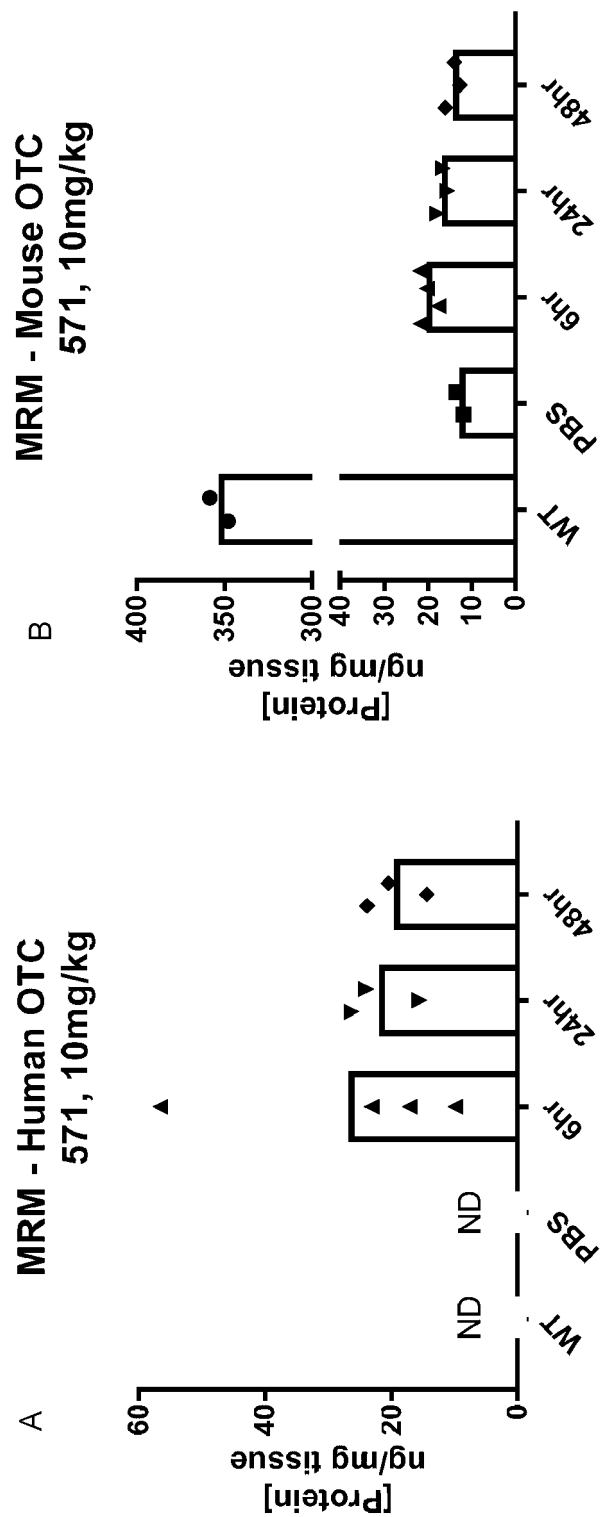 A
MRM - Human OTC
571, 10mg/kg
[Protein]
ng/mg tissue
60
40
20
0
ND
ND
WT
PBS
6hr
24hr
48hr
B
MRM - Mouse OTC
571, 10mg/kg
[Protein]
ng/mg tissue
400
350
300
40
30
20
10
0
WT
PBS
6hr
24hr
48hr